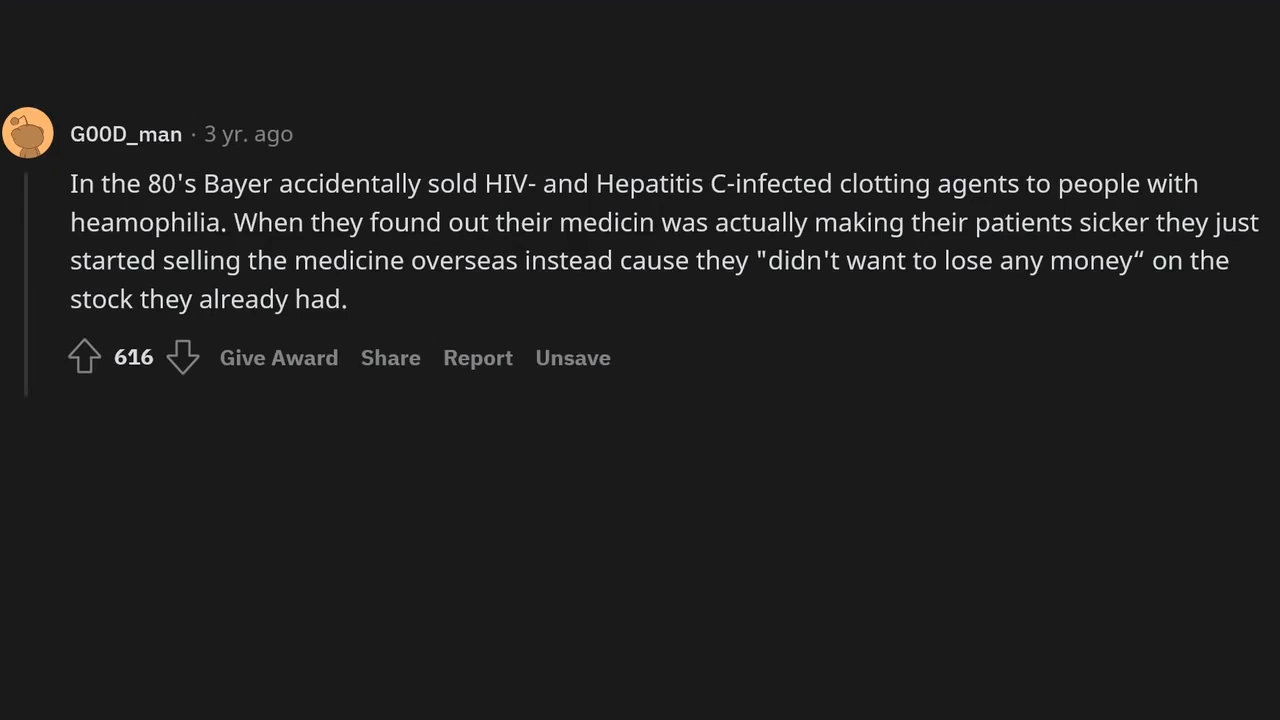 G00D_man · 3 yr. ago
In the 80's Bayer accidentally sold HIV- and Hepatitis C-infected clotting agents to people with
heamophilia. When they found out their medicin was actually making their patients sicker they just
started selling the medicine overseas instead cause they "didn't want to lose any money“ on the
stock they already had.
616 Give Award Share Report Unsave